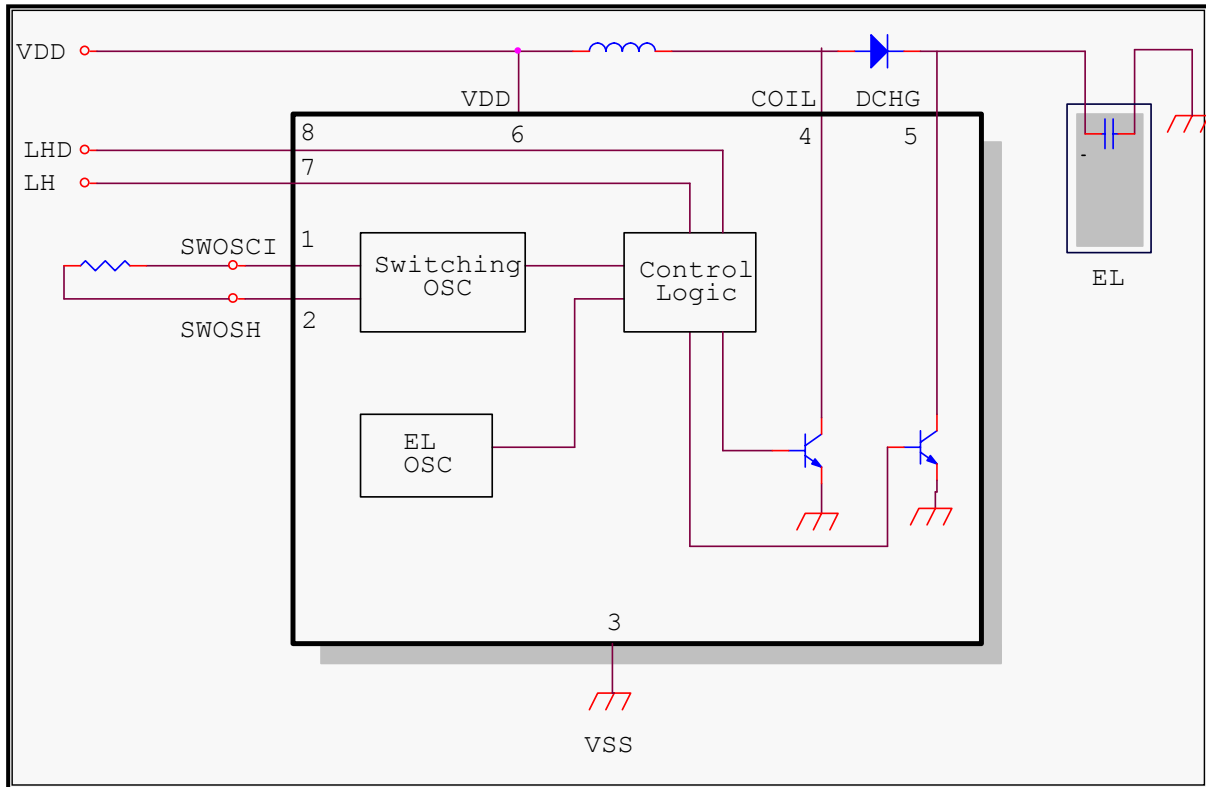 VDD
VDD
COIL
DCHG
8
6
4
5
LHD
7
LH
SWOSCI
1
Switching
OSC
Control
Logic
EL
2
SWOSH
EL
OSC
3
VSS
-